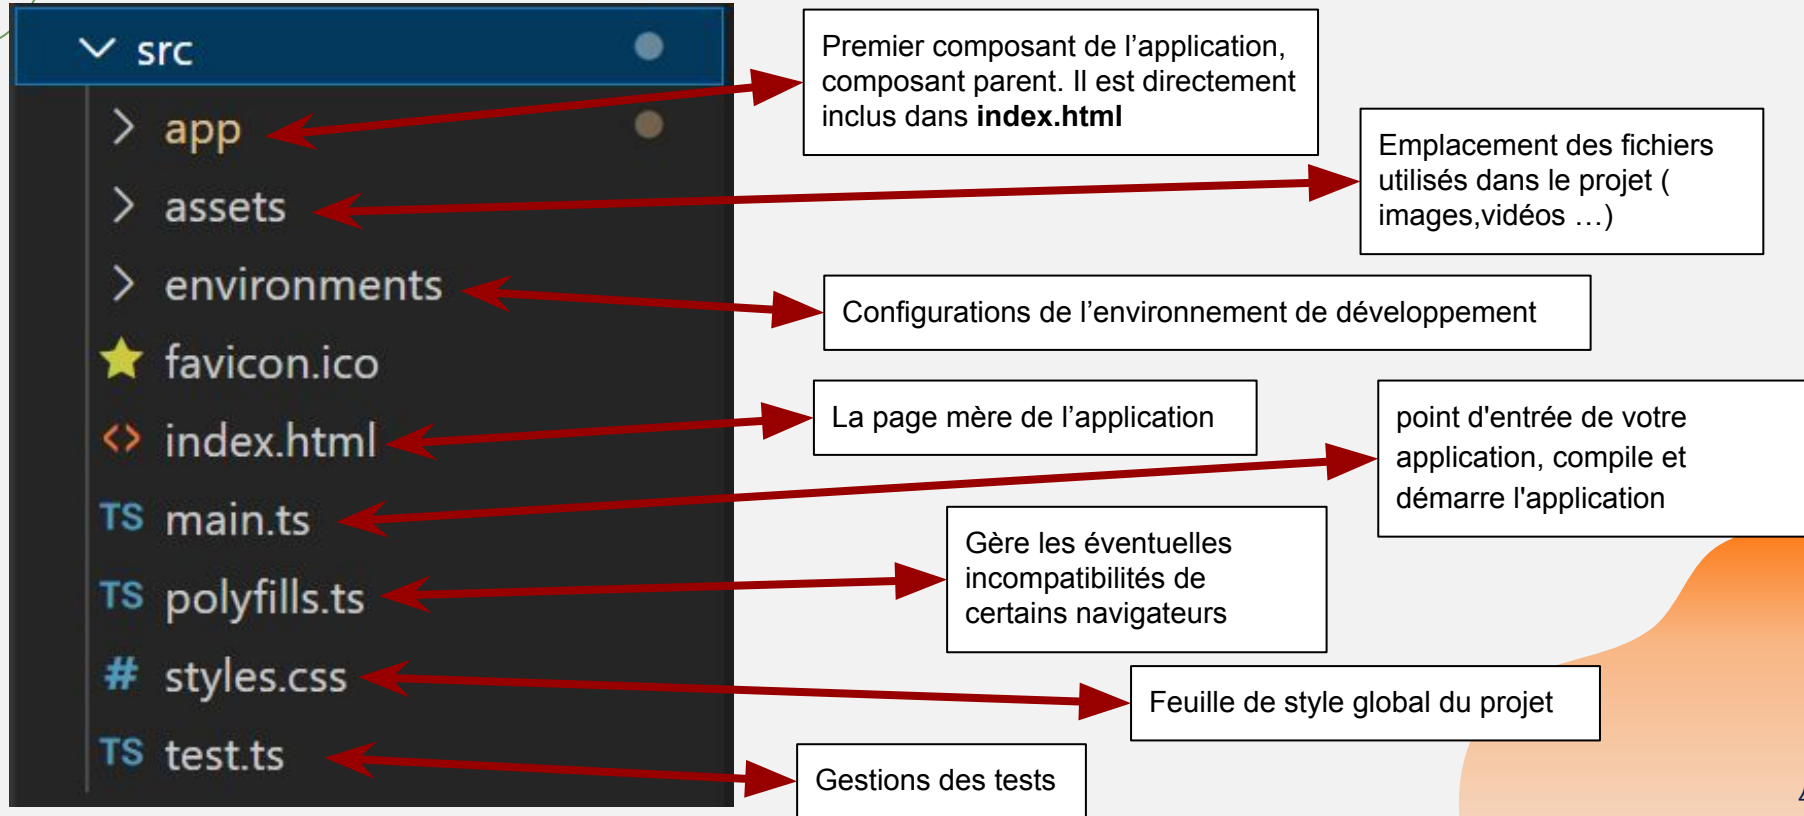 src
app
assets
environments
favicon.ico
<> index.html
TS main.ts
TS polyfills.ts
# styles.css
TS test.ts
Premier composant de l’application,
composant parent. Il est directement
inclus dans index.html
Emplacement des fichiers
utilisés dans le projet (
images,vidéos …)
Configurations de l’environnement de développement
La page mère de l’application
point d'entrée de votre
application, compile et
démarre l'application
Gère les éventuelles
incompatibilités de
certains navigateurs
Feuille de style global du projet
Gestions des tests